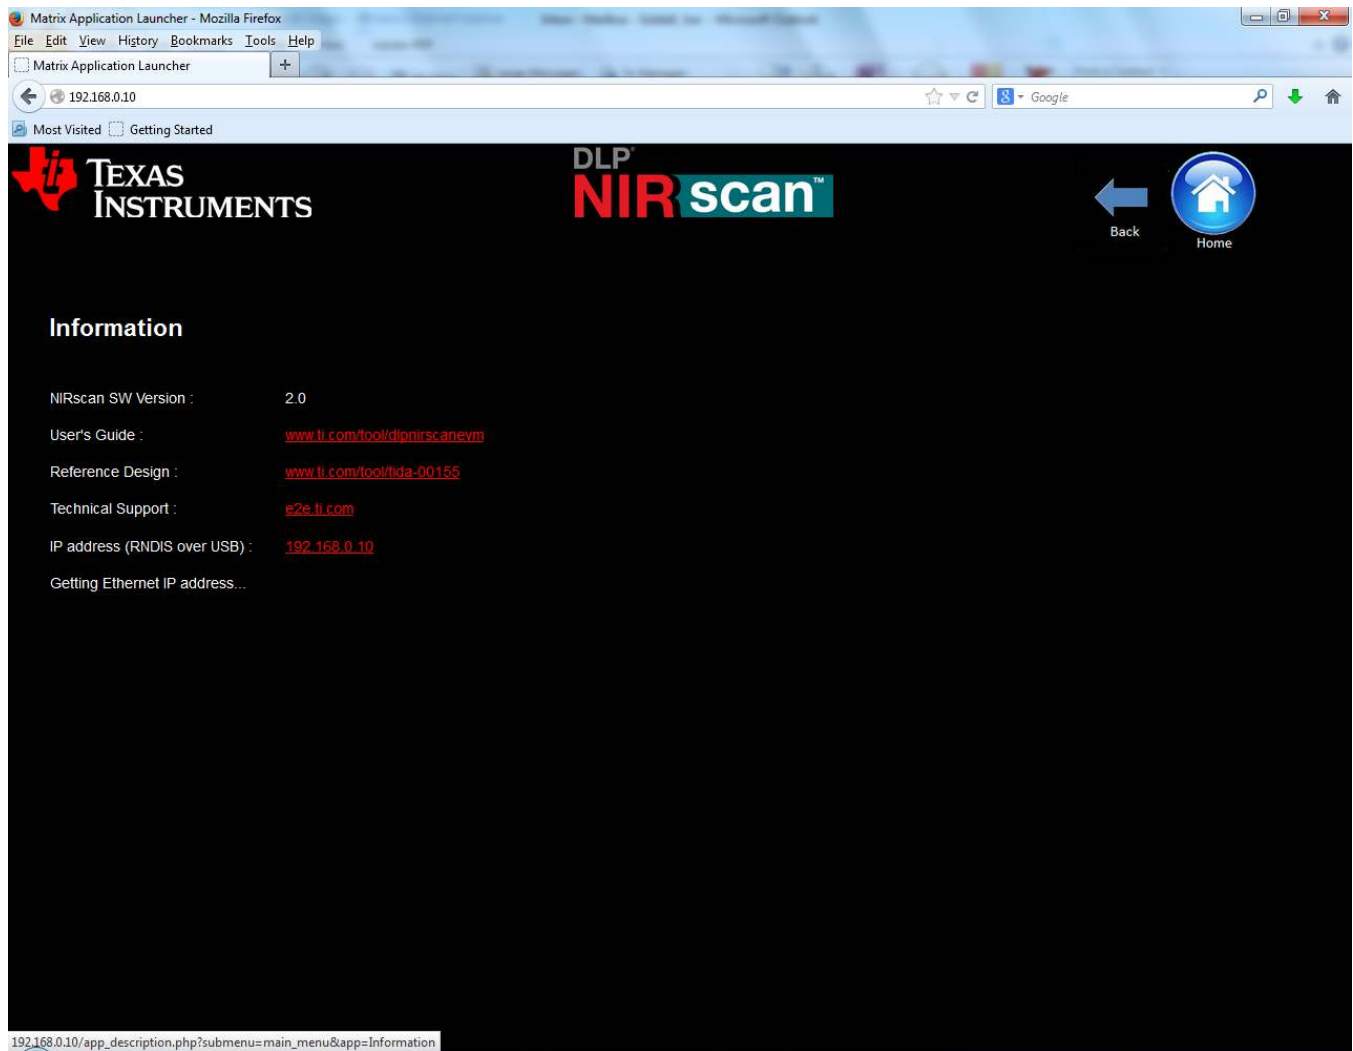 Matrix Application Launcher - Mozilla Firefox
File Edit View History Bookmarks Tools Help
Matrix Application Launcher +
192.168.0.10 8 Google
Most Visited Getting Started
TEXAS INSTRUMENTS
DLP®
NIRscan™
Back
Home
Information
NIRscan SW Version : 2.0
User's Guide : www.ti.com/tool/dlpnirscanevm
Reference Design : www.ti.com/tool/tida-00155
Technical Support : e2e.ti.com
IP address (RNDIS over USB) : 192.168.0.10
Getting Ethernet IP address...
192.168.0.10/app_description.php?submenu=main_menu&app=Information